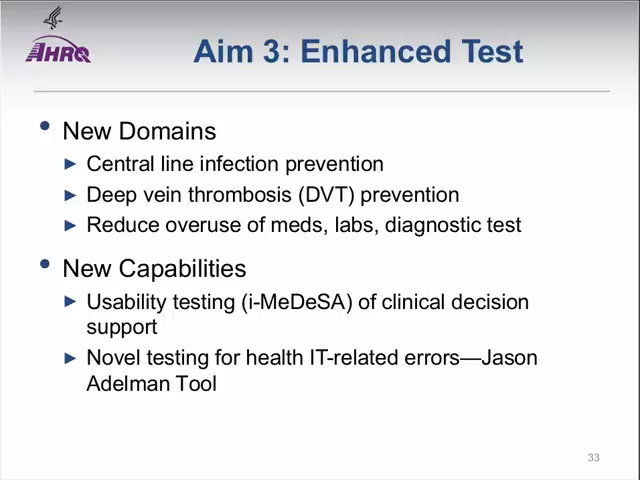 AHRQ
Aim 3: Enhanced Test
• New Domains
► Central line infection prevention
► Deep vein thrombosis (DVT) prevention
► Reduce overuse of meds, labs, diagnostic test
• New Capabilities
► Usability testing (i-MeDeSA) of clinical decision
support
► Novel testing for health IT-related errors—Jason
Adelman Tool
33